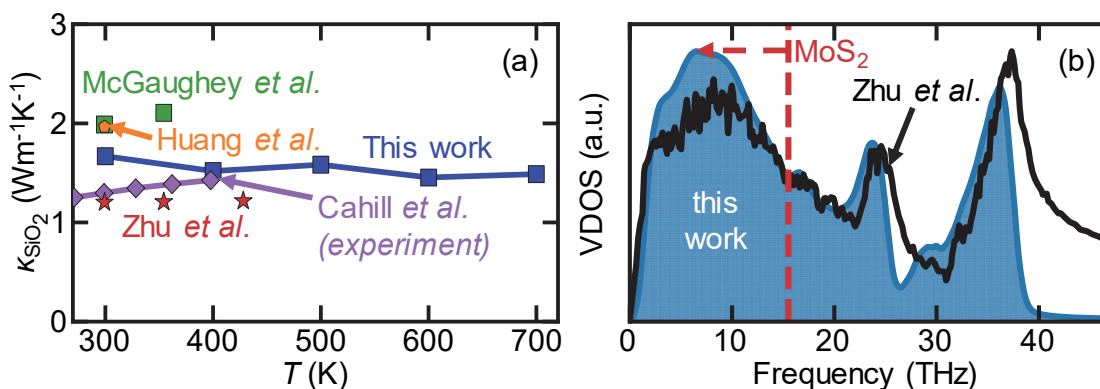 3
2
1
0
κSiO₂ (Wm⁻¹K⁻¹)
(a)
McGaughey et al.
Huang et al.
This work
Zhu et al.
Cahill et al.
(experiment)
300 400 500 600 700
T (K)
VDOS (a.u.)
(b)
MoS₂
Zhu et al.
this
work
0 10 20 30 40
Frequency (THz)